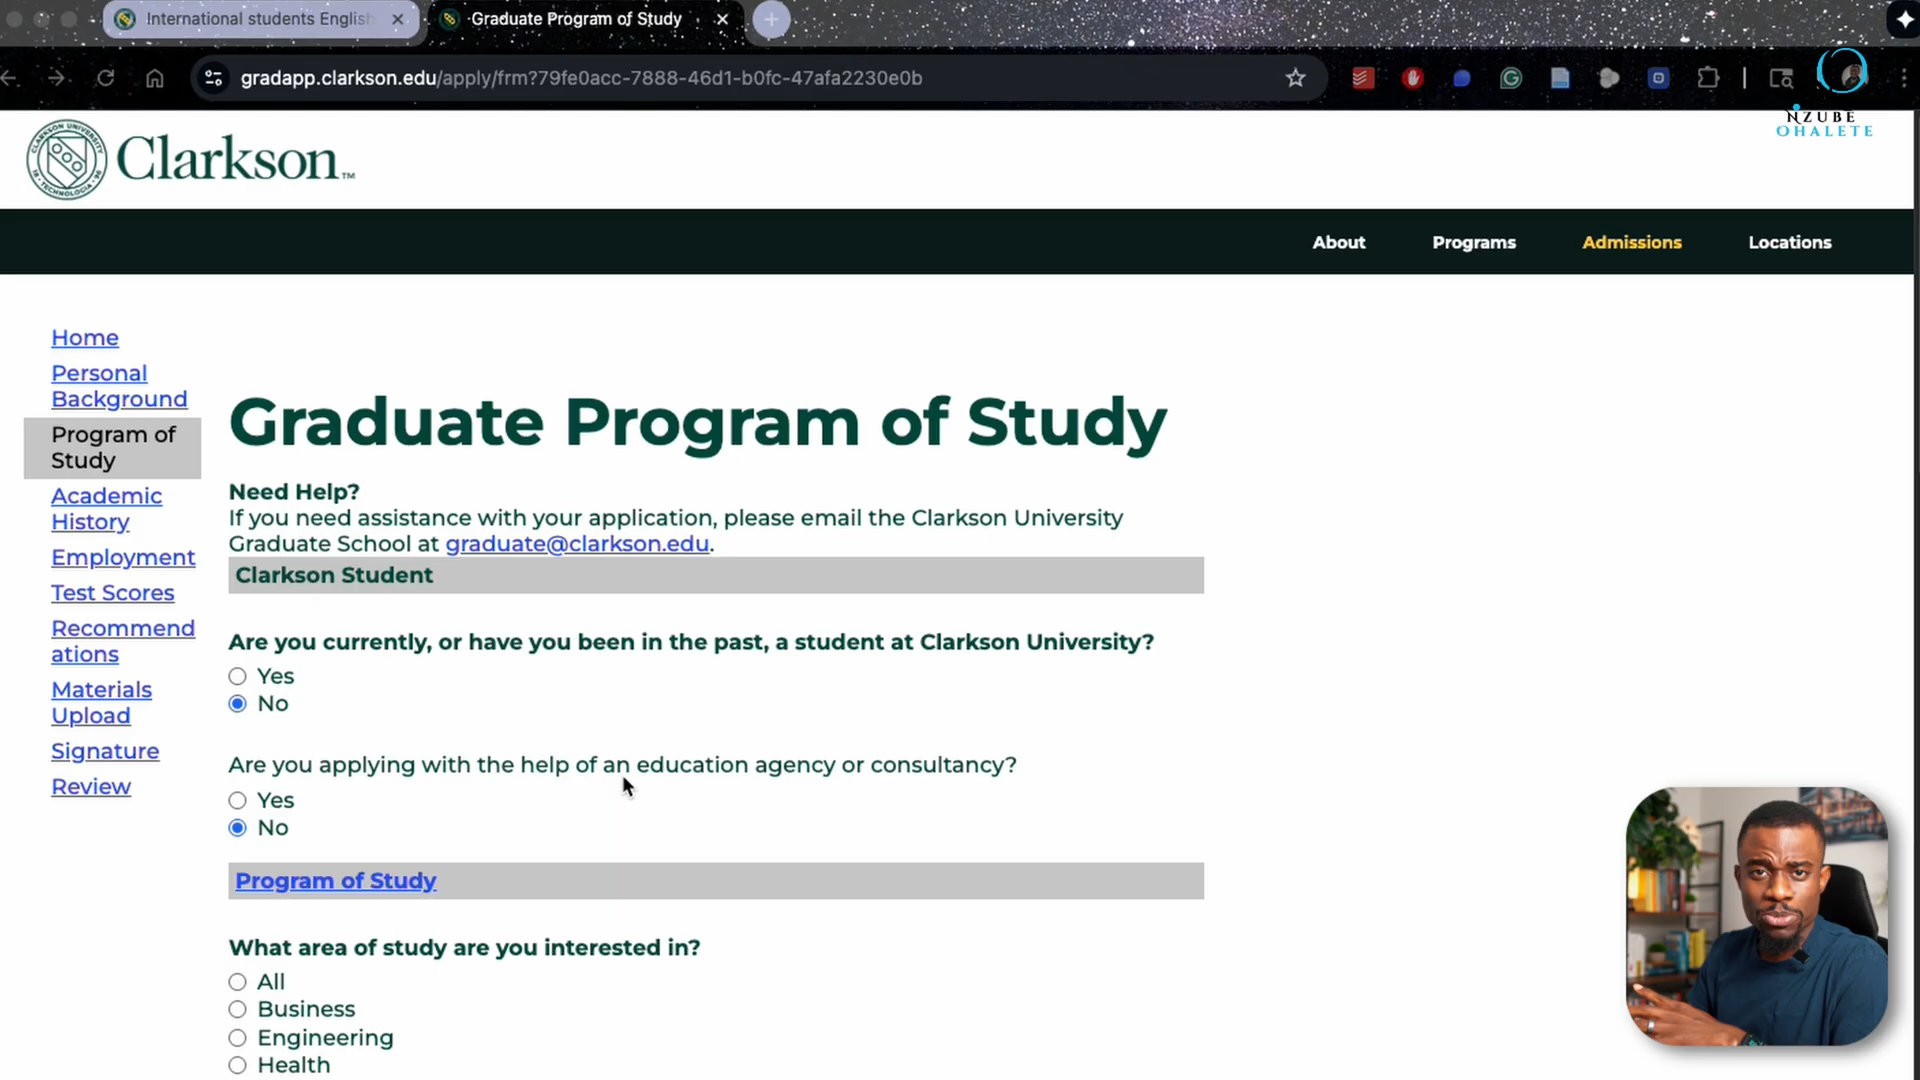 International students English
Graduate Program of Study
gradapp.clarkson.edu/apply/frm?79fe0acc-7888-46d1-b0fc-47afa2230e0b
NZUBE
OHALETE
Clarkson™
About
Programs
Admissions
Locations
Home
Personal
Background
Program of
Study
Academic
History
Employment
Test Scores
Recommend
ations
Materials
Upload
Signature
Review
Graduate Program of Study
Need Help?
If you need assistance with your application, please email the Clarkson University
Graduate School at graduate@clarkson.edu.
Clarkson Student
Are you currently, or have you been in the past, a student at Clarkson University?
Yes
No
Are you applying with the help of an education agency or consultancy?
Yes
No
Program of Study
What area of study are you interested in?
All
Business
Engineering
Health